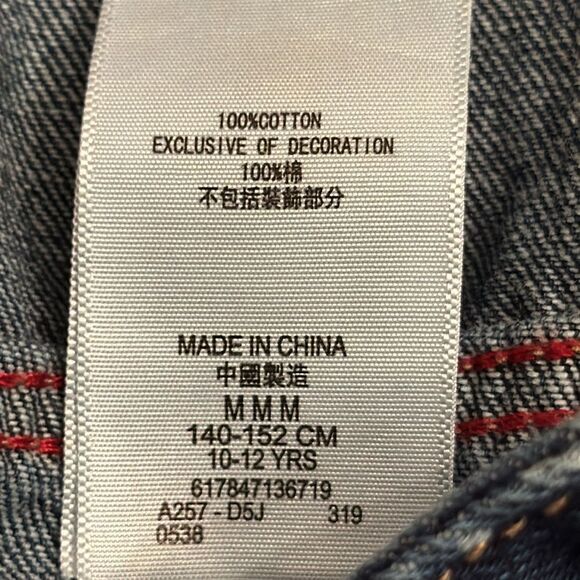 100%COTTON
EXCLUSIVE OF DECORATION
100%棉
不包括裝飾部分
MADE IN CHINA
中國製造
M M M
140-152 CM
10-12 YRS
617847136719
A257 - D5J 319
0538